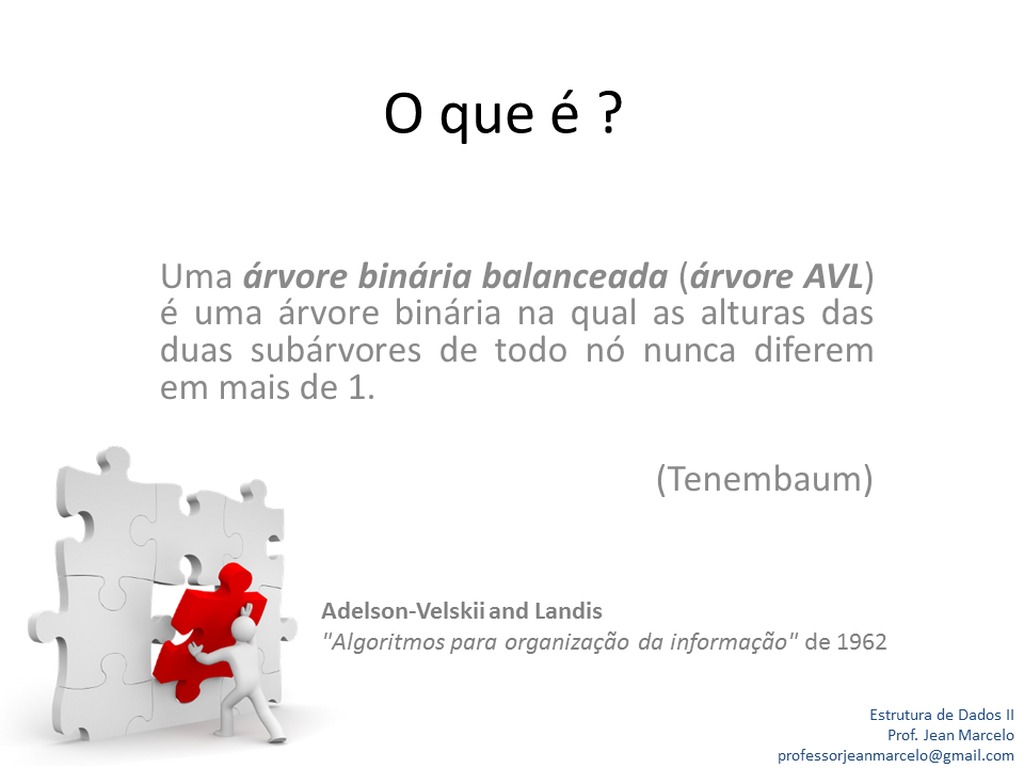 O que é ?
Uma árvore binária balanceada (árvore AVL)
é uma árvore binária na qual as alturas das
duas subárvores de todo nó nunca diferem
em mais de 1.
(Tenembaum)
Adelson-Velskii and Landis
"Algoritmos para organização da informação" de 1962
Estrutura de Dados II
Prof. Jean Marcelo
professorjeanmarcelo@gmail.com